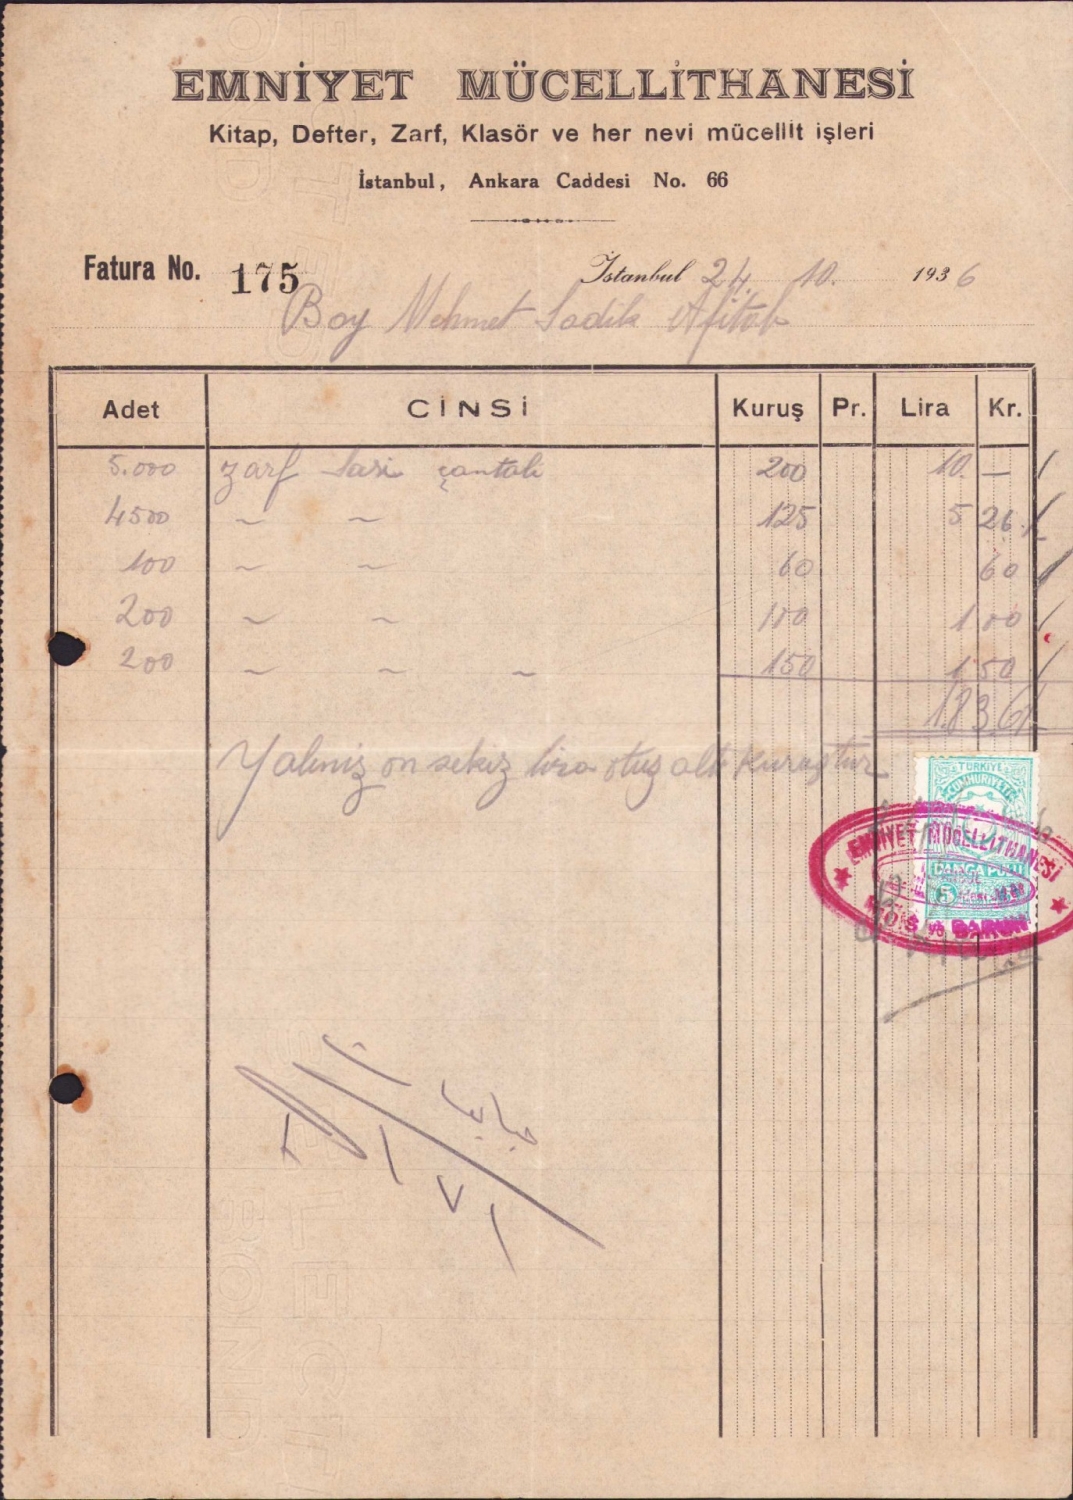 EMNİYET MÜCELLİTHANESİ
Kitap, Defter, Zarf, Klasör ve her nevi mücellit işleri
İstanbul, Ankara Caddesi No. 66
Fatura No. 175
İstanbul 24. 10. 1936
Bay Mehmet Sadık Afitab
Adet CİNSİ Kuruş Pr. Lira Kr.
5.000 zarf 200 10. —
4500 ~ ~ 125 5 26
100 ~ ~ 60 60
200 ~ ~ 100 1 00
200 ~ ~ ~ 150 1 50
18 36
Yalınız on sekiz lira otuz altı kuruştur
TÜRKİYE
CUMHURİYETİ
DAMGA PULU
5
EMNİYET MÜCELLİTHANESİ